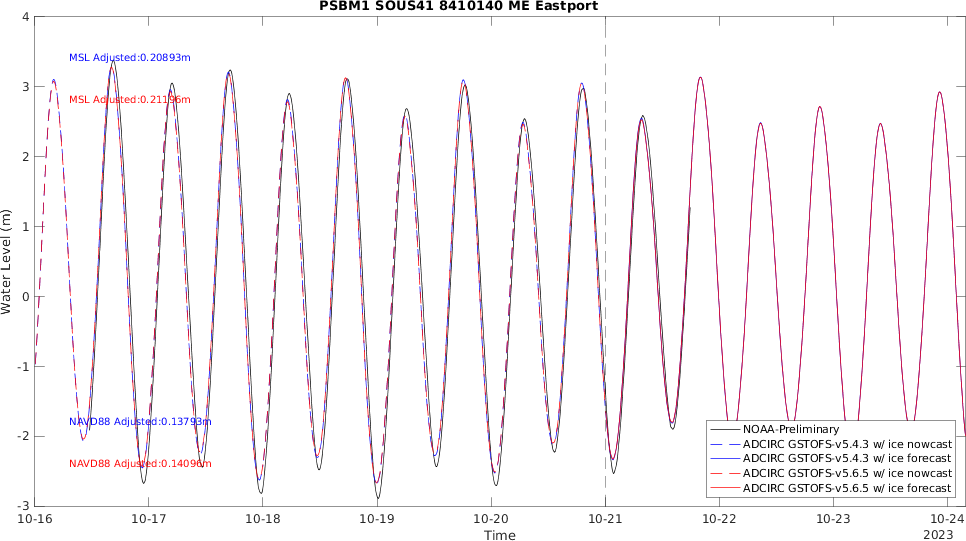 PSBM1 SOUS41 8410140 ME Eastport
4
3
2
1
0
-1
-2
-3
Water Level (m)
MSL Adjusted:0.20893m
MSL Adjusted:0.21196m
NAVD88 Adjusted:0.13793m
NAVD88 Adjusted:0.14096m
NOAA-Preliminary
ADCIRC GSTOFS-v5.4.3 w/ ice nowcast
ADCIRC GSTOFS-v5.4.3 w/ ice forecast
ADCIRC GSTOFS-v5.6.5 w/ ice nowcast
ADCIRC GSTOFS-v5.6.5 w/ ice forecast
10-16 10-17 10-18 10-19 10-20 10-21 10-22 10-23 10-24
Time
2023